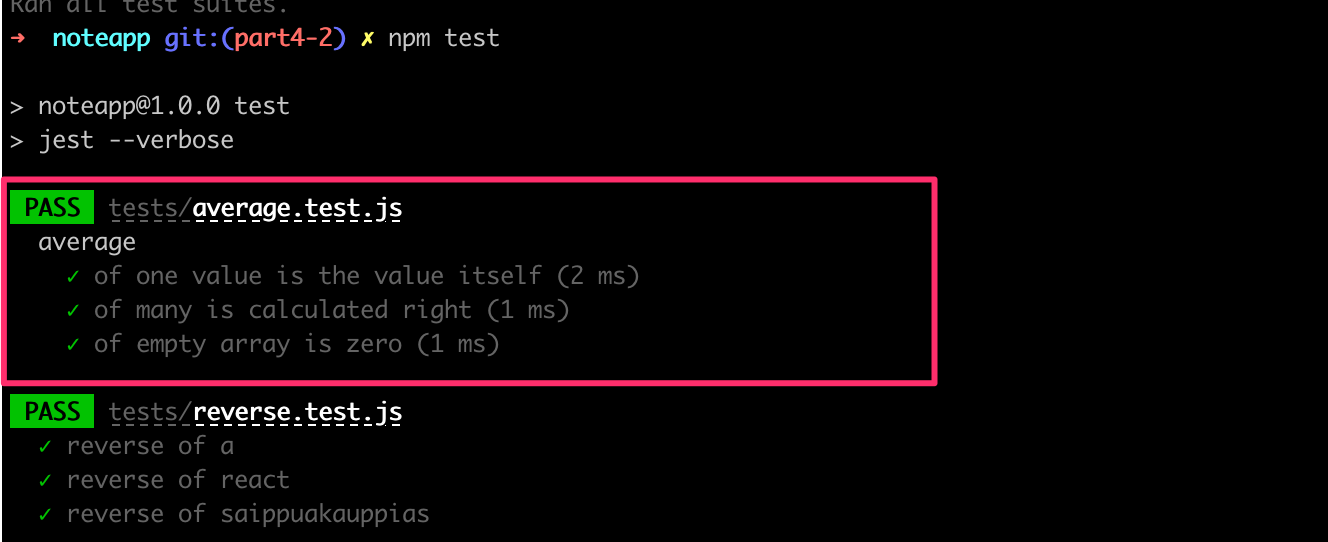 Ran all test suites.
➜ noteapp git:(part4-2) ✗ npm test
> noteapp@1.0.0 test
> jest --verbose
PASS tests/average.test.js
average
✓ of one value is the value itself (2 ms)
✓ of many is calculated right (1 ms)
✓ of empty array is zero (1 ms)
PASS tests/reverse.test.js
✓ reverse of a
✓ reverse of react
✓ reverse of saippuakauppias